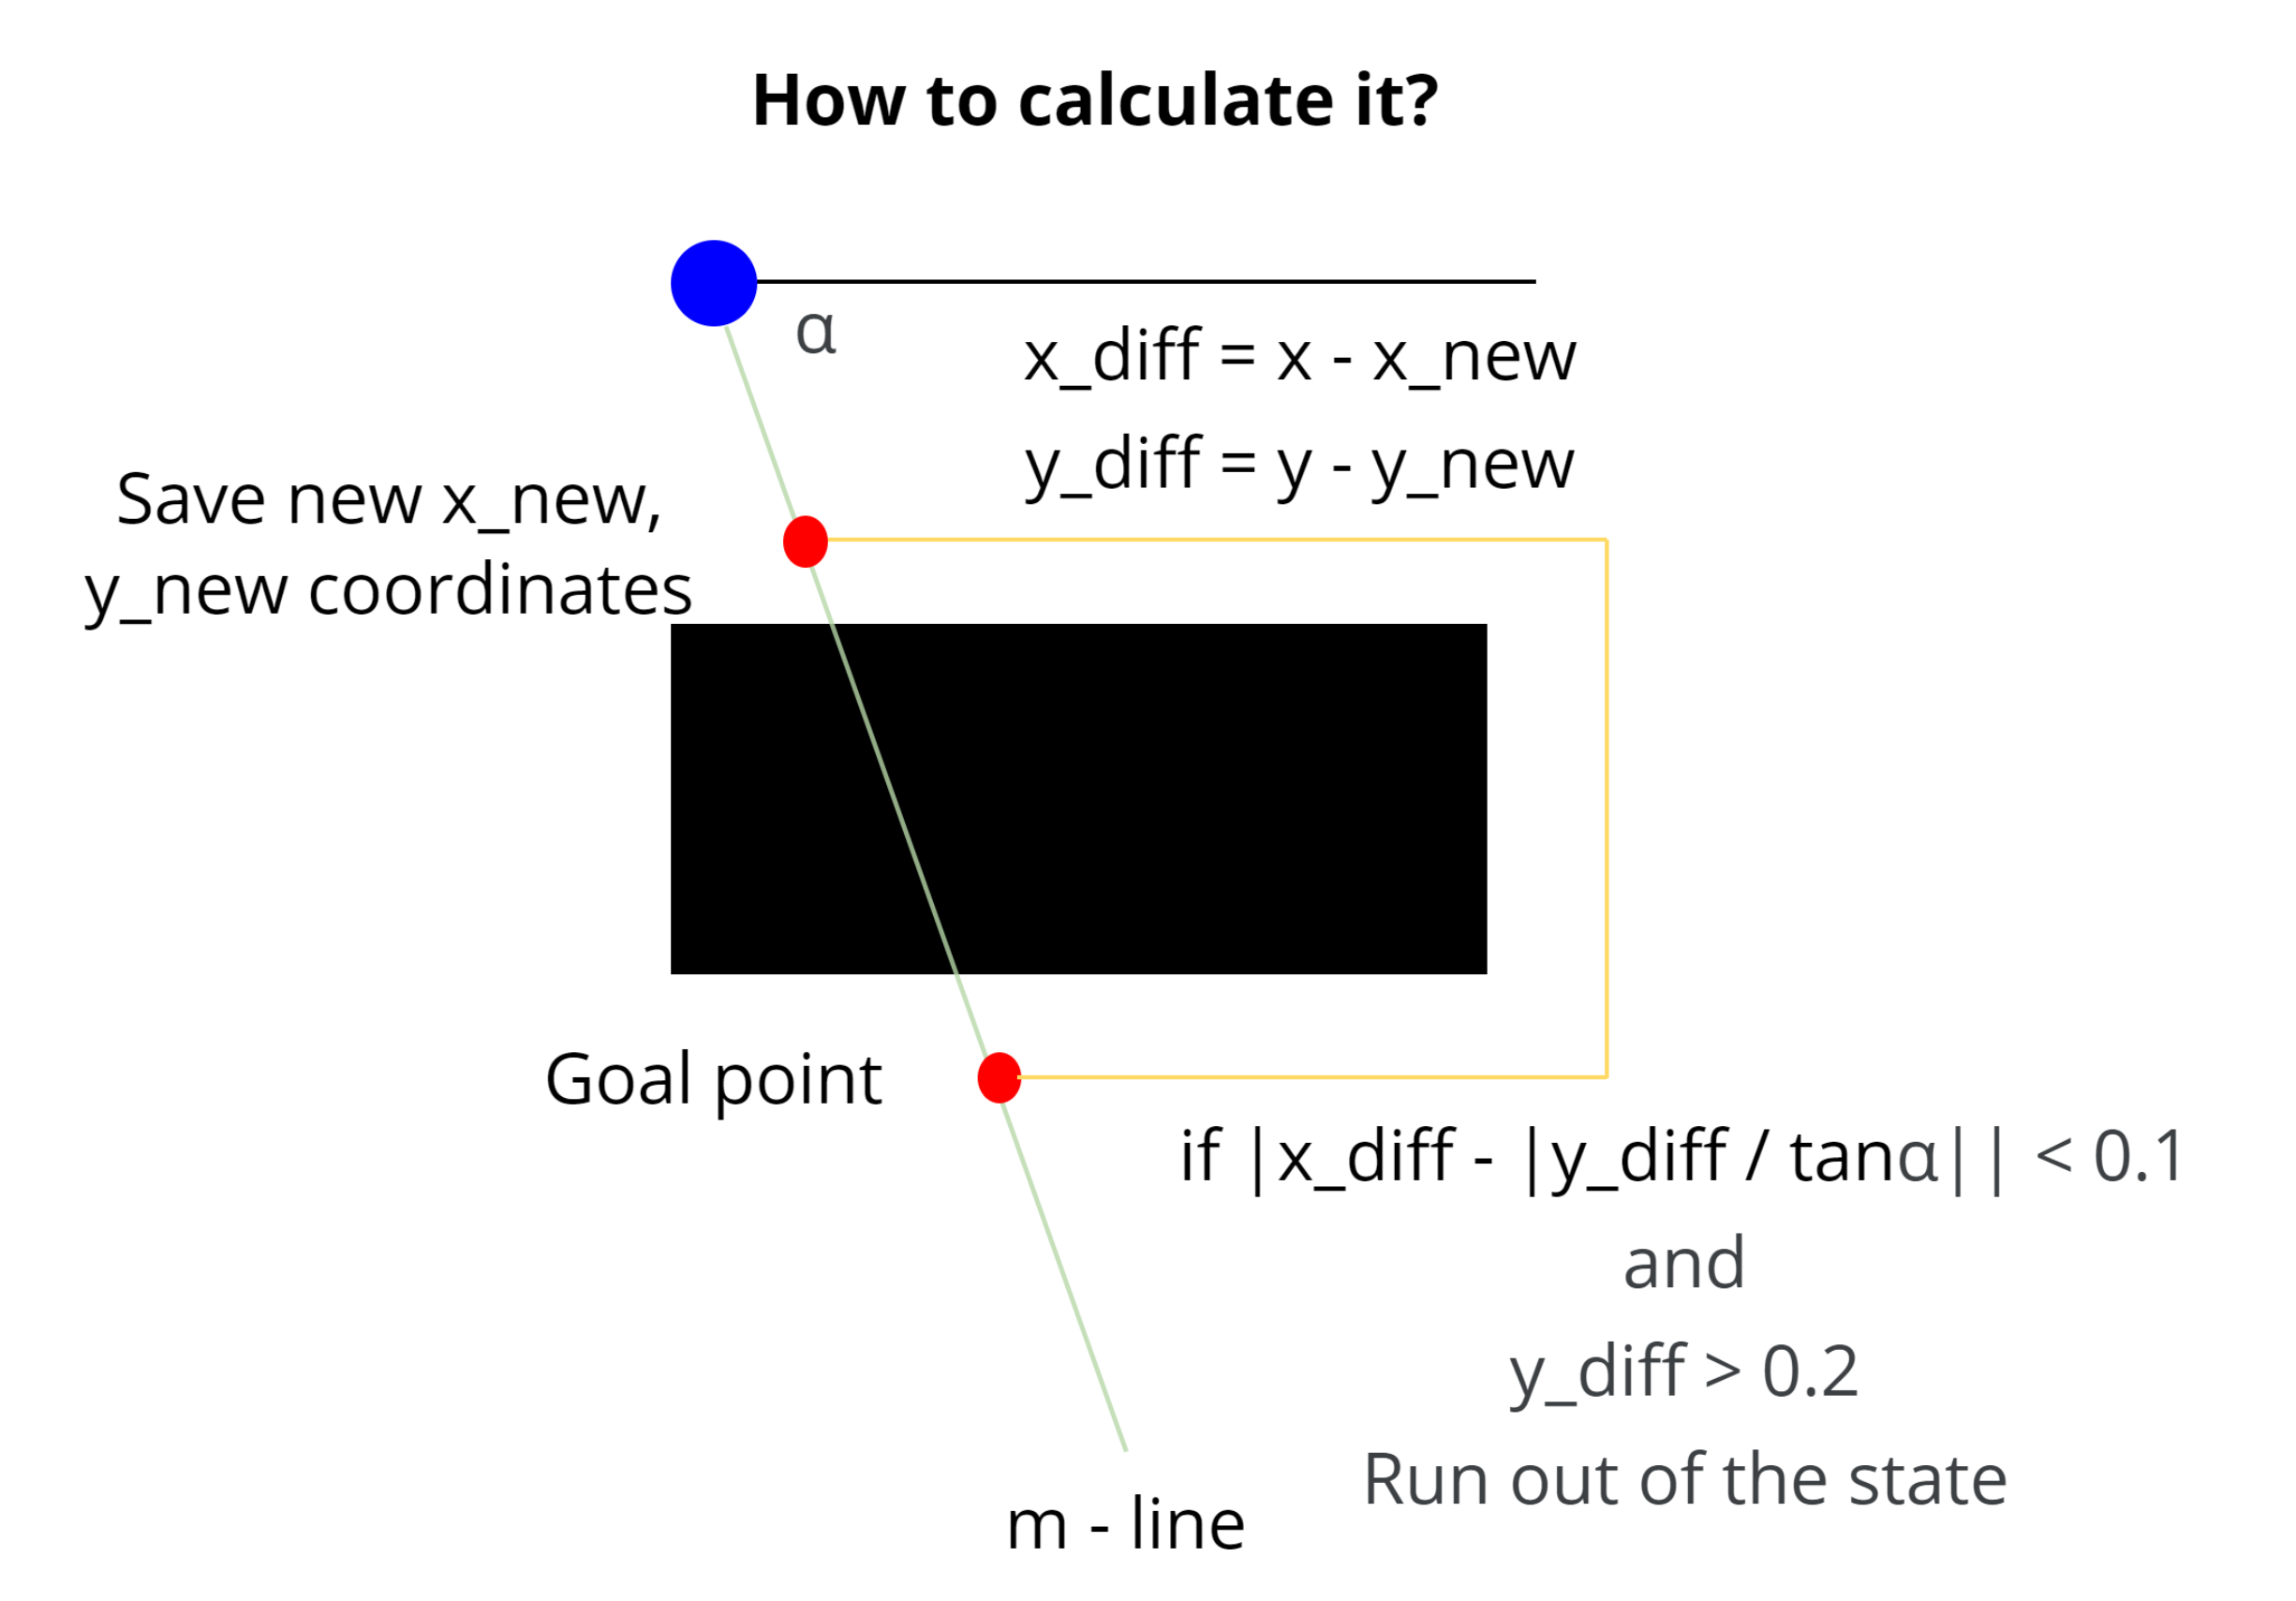 How to calculate it?
α
x_diff = x - x_new
y_diff = y - y_new
Save new x_new,
y_new coordinates
Goal point
if |x_diff - |y_diff / tanα|| < 0.1
and
y_diff > 0.2
Run out of the state
m - line